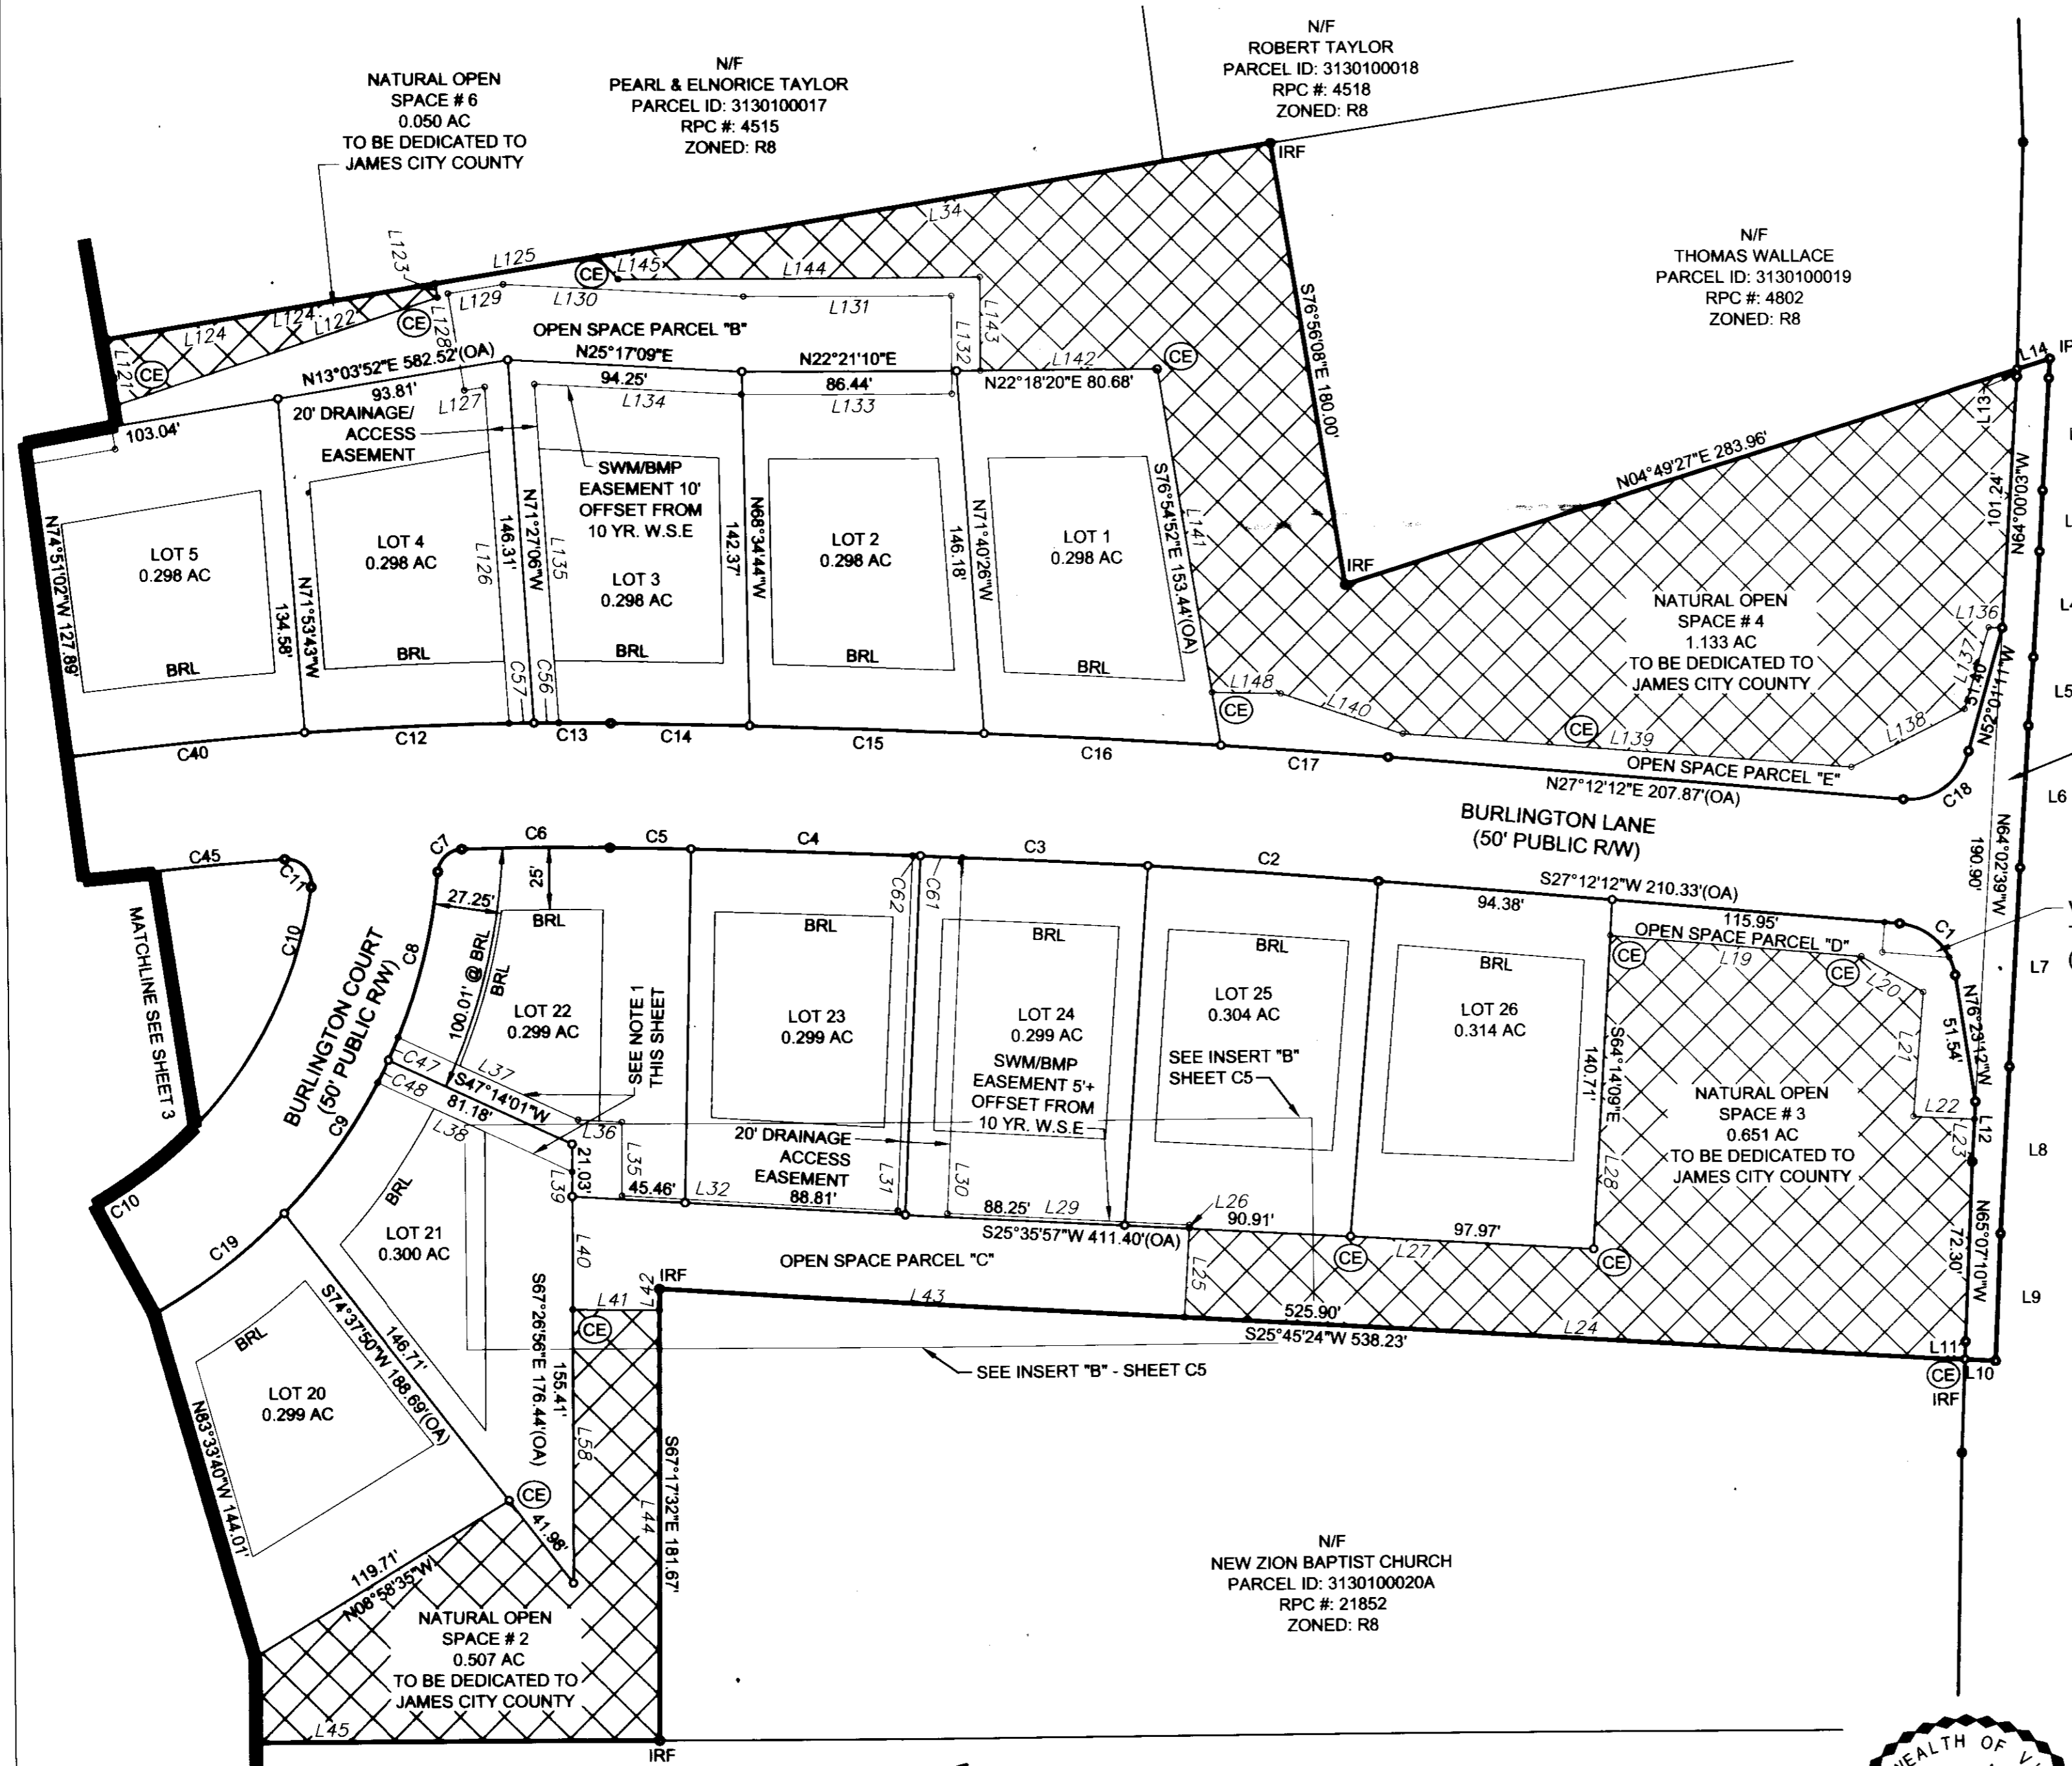 N/F
ROBERT TAYLOR
PARCEL ID: 3130100018
RPC #: 4518
ZONED: R8
N/F
PEARL & ELNORICE TAYLOR
PARCEL ID: 3130100017
RPC #: 4515
ZONED: R8
NATURAL OPEN
SPACE # 6
0.050 AC
TO BE DEDICATED TO
JAMES CITY COUNTY
IRF
N/F
THOMAS WALLACE
PARCEL ID: 3130100019
RPC #: 4802
ZONED: R8
L34
L123
L125
CE
L145
L144
L129
L130
L131
L124
L124
L122
CE
L128
OPEN SPACE PARCEL "B"
L132
L143
S76°56'08"E 180.00'
L121
CE
N13°03'52"E 582.52'(OA)
N25°17'09"E
N22°21'10"E
L142
CE
L14
L13
93.81'
94.25'
86.44'
N22°18'20"E 80.68'
L127
L134
L133
103.04'
20' DRAINAGE/
ACCESS
EASEMENT
N04°49'27"E 283.96'
101.24'
N64°00'03"W
SWM/BMP
EASEMENT 10'
OFFSET FROM
10 YR. W.S.E
N74°51'02"W 127.89'
LOT 5
0.298 AC
134.58'
N71°53'43"W
LOT 4
0.298 AC
L126
146.31'
N71°27'06"W
L135
LOT 3
0.298 AC
142.37'
N68°34'44"W
LOT 2
0.298 AC
146.18'
N71°40'26"W
LOT 1
0.298 AC
S76°54'52"E 153.44'(OA)
L141
IRF
NATURAL OPEN
SPACE # 4
1.133 AC
TO BE DEDICATED TO
JAMES CITY COUNTY
L136
L137
51.40'
N52°01'11"W
BRL
BRL
BRL
BRL
BRL
C57
C56
L148
CE
L140
CE
L139
L138
L5
OPEN SPACE PARCEL "E"
C40
C12
C13
C14
C15
C16
C17
N27°12'12"E 207.87'(OA)
C18
L6
BURLINGTON LANE
(50' PUBLIC R/W)
N64°02'39"W
190.90'
C45
C11
C7
C6
C5
C4
C3
C2
S27°12'12"W 210.33'(OA)
25'
27.25'
C62
C61
94.38'
115.95'
C1
MATCHLINE SEE SHEET 3
C10
C8
BURLINGTON COURT
(50' PUBLIC R/W)
BRL
BRL
BRL
BRL
BRL
OPEN SPACE PARCEL "D"
CE
L19
CE
L20
L7
100.01' @ BRL
BRL
LOT 22
0.299 AC
SEE NOTE 1
THIS SHEET
LOT 23
0.299 AC
LOT 24
0.299 AC
SWM/BMP
EASEMENT 5'+
OFFSET FROM
10 YR. W.S.E
LOT 25
0.304 AC
SEE INSERT "B"
SHEET C5
LOT 26
0.314 AC
140.71'
S64°14'09"E
L21
N76°23'12"W
51.54'
NATURAL OPEN
SPACE # 3
0.651 AC
TO BE DEDICATED TO
JAMES CITY COUNTY
L22
L12
L23
L8
C47
C48
L37
S47°14'01"W
81.18'
L38
L36
C9
20' DRAINAGE
ACCESS
EASEMENT
21.03'
L35
L39
45.46'
L32
88.81'
L31
L30
88.25'
L29
L26
90.91'
L28
C10
BRL
LOT 21
0.300 AC
S25°35'57"W 411.40'(OA)
97.97'
C19
L40
OPEN SPACE PARCEL "C"
L25
CE
L27
CE
N65°07'10"W
72.30'
IRF
L42
L41
L43
525.90'
L24
L9
CE
S25°45'24"W 538.23'
L11
L10
CE
IRF
SEE INSERT "B" - SHEET C5
BRL
LOT 20
0.299 AC
S74°37'50"W 188.69'(OA)
146.71'
S67°26'56"E 176.44'(OA)
155.41'
L58
N63°33'40"W 144.01'
CE
41.98'
L44
S67°17'32"E 181.67'
119.71'
N08°58'35"W
N/F
NEW ZION BAPTIST CHURCH
PARCEL ID: 3130100020A
RPC #: 21852
ZONED: R8
NATURAL OPEN
SPACE # 2
0.507 AC
TO BE DEDICATED TO
JAMES CITY COUNTY
L45
IRF